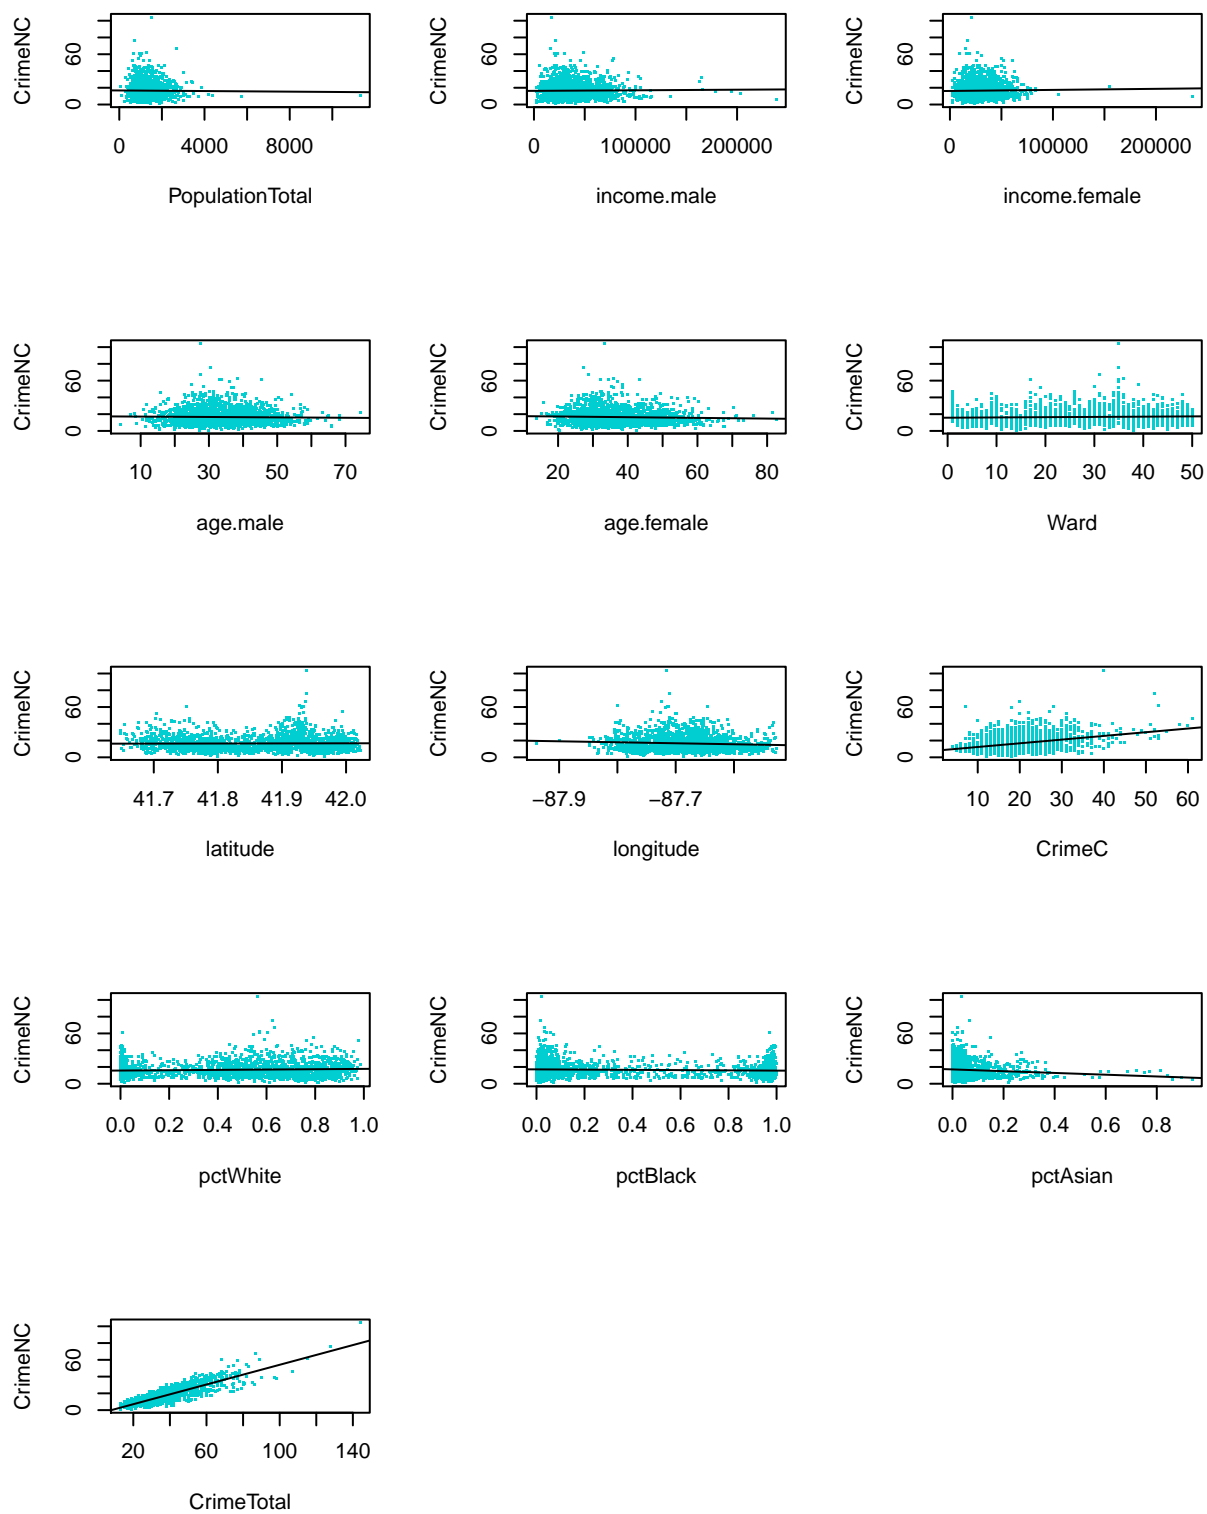 CrimeNC
0 60
0 4000 8000
PopulationTotal
CrimeNC
0 60
0 100000 200000
income.male
CrimeNC
0 60
0 100000 200000
income.female
CrimeNC
0 60
10 30 50 70
age.male
CrimeNC
0 60
20 40 60 80
age.female
CrimeNC
0 60
0 10 20 30 40 50
Ward
CrimeNC
0 60
41.7 41.8 41.9 42.0
latitude
CrimeNC
0 60
−87.9 −87.7
longitude
CrimeNC
0 60
10 20 30 40 50 60
CrimeC
CrimeNC
0 60
0.0 0.2 0.4 0.6 0.8 1.0
pctWhite
CrimeNC
0 60
0.0 0.2 0.4 0.6 0.8 1.0
pctBlack
CrimeNC
0 60
0.0 0.2 0.4 0.6 0.8
pctAsian
CrimeNC
0 60
20 60 100 140
CrimeTotal